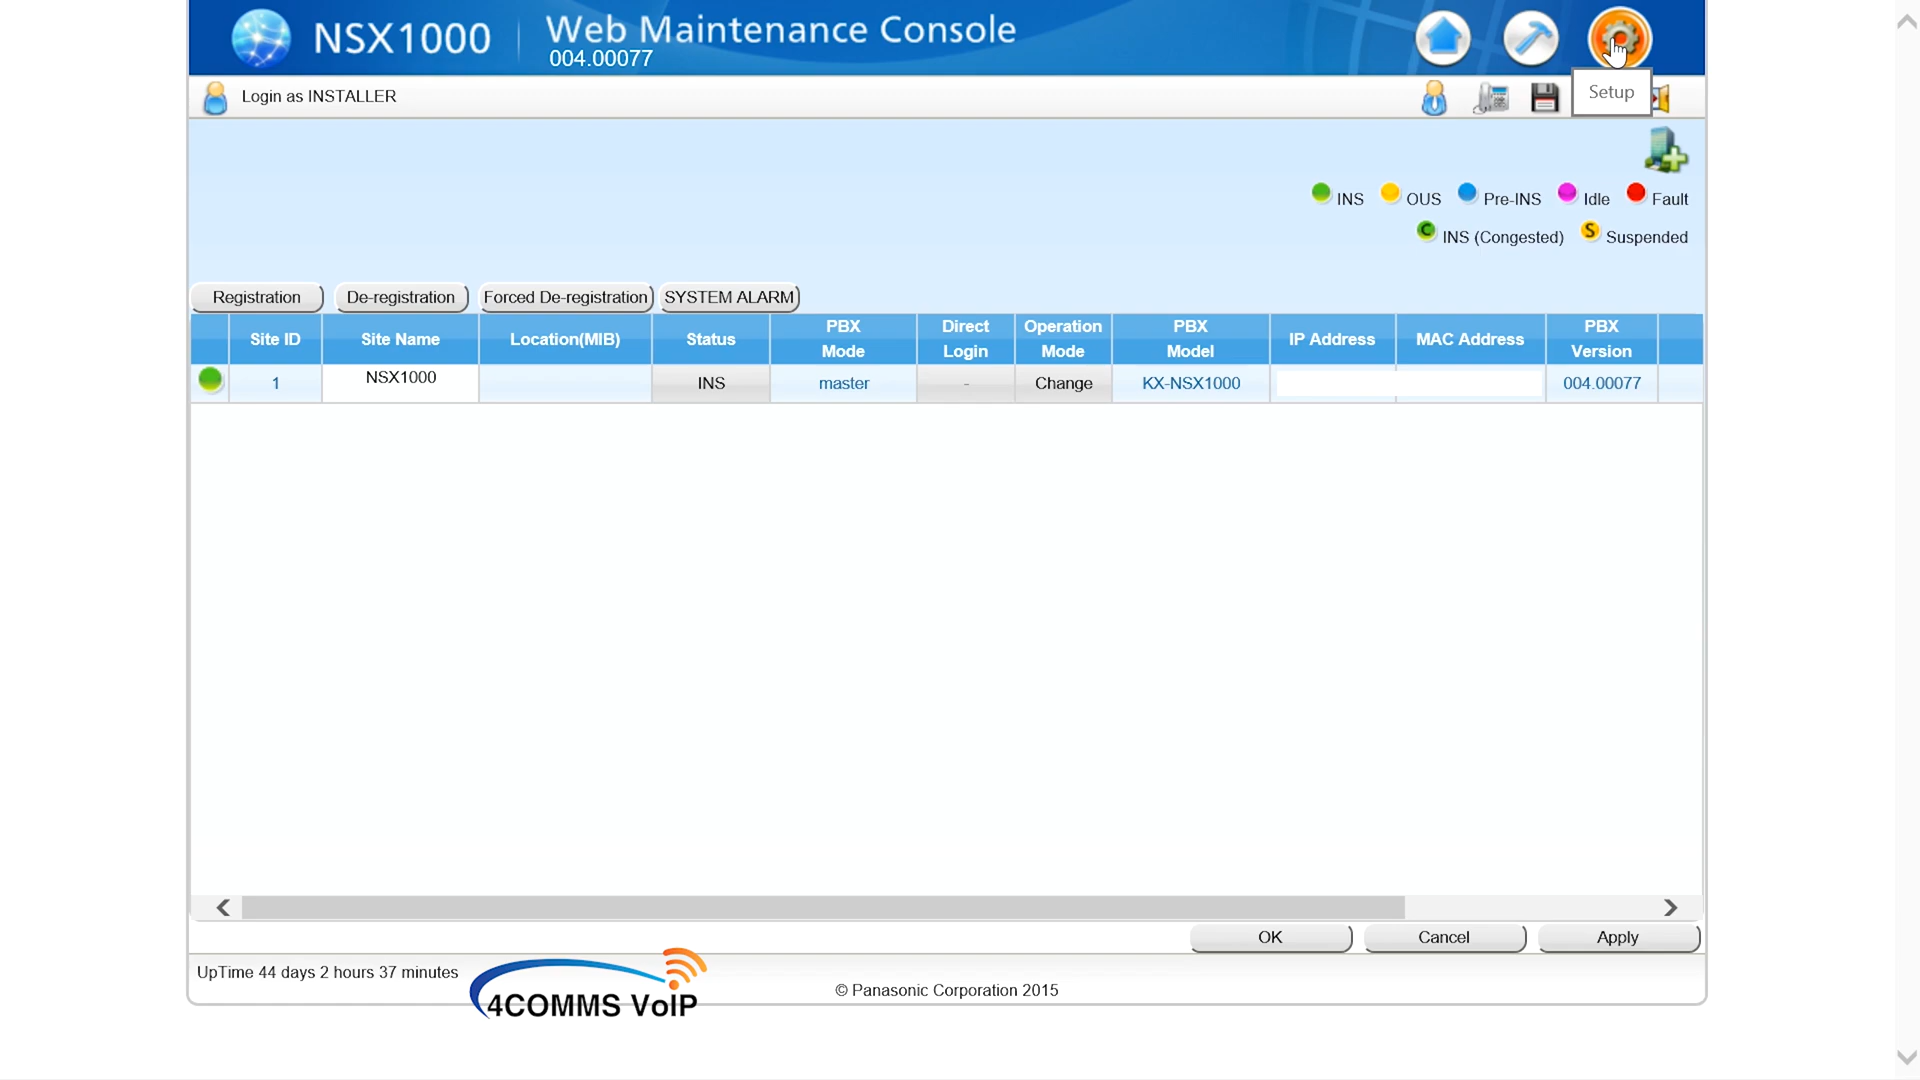 NSX1000
Web Maintenance Console
004.00077
Login as INSTALLER
Setup
INS OUS Pre-INS Idle Fault
C INS (Congested) S Suspended
Registration De-registration Forced De-registration SYSTEM ALARM
Site ID Site Name Location(MIB) Status PBX Mode Direct Login Operation Mode PBX Model IP Address MAC Address PBX Version
1 NSX1000 INS master - Change KX-NSX1000 004.00077
OK Cancel Apply
UpTime 44 days 2 hours 37 minutes
4COMMS VoIP
© Panasonic Corporation 2015